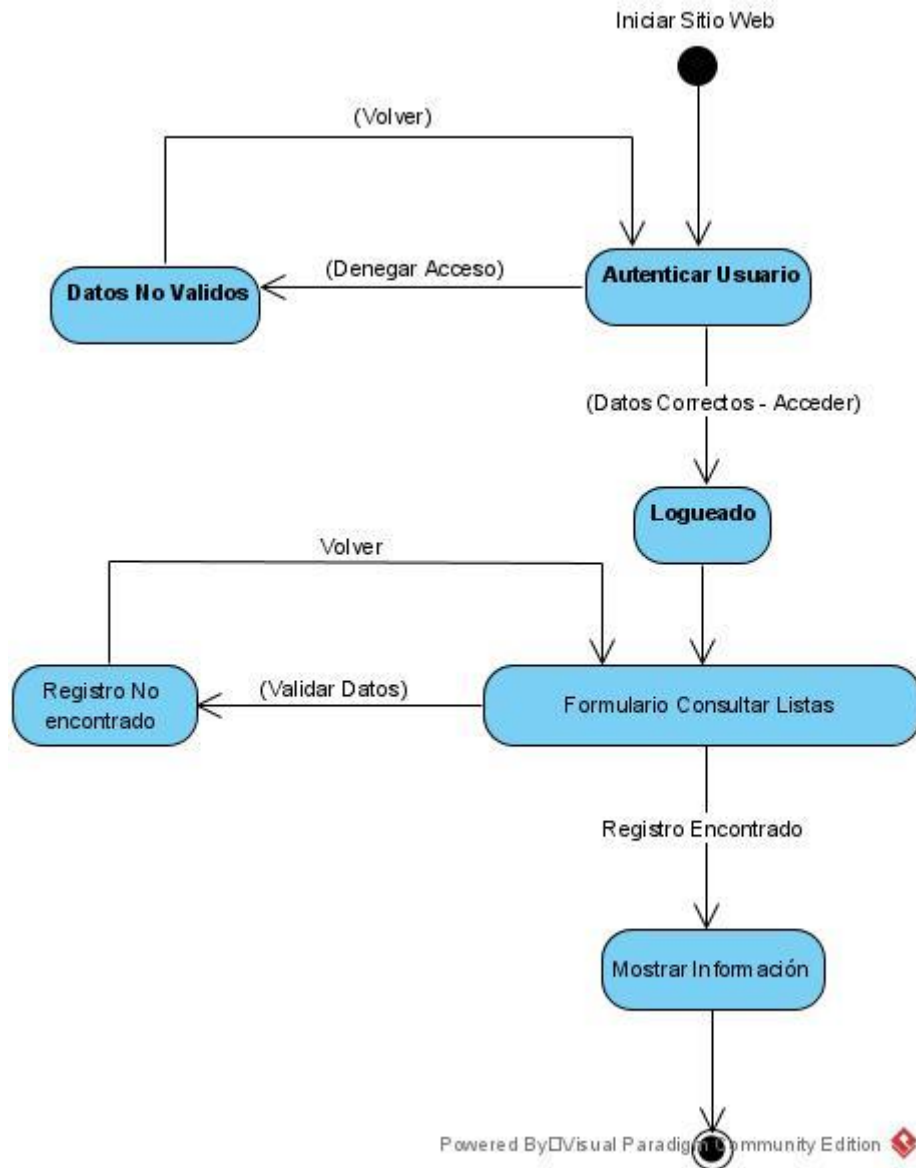 Iniciar Sitio Web
(Volver)
(Denegar Acceso)
Datos No Validos
Autenticar Usuario
(Datos Correctos - Acceder)
Logueado
Volver
(Validar Datos)
Registro No
encontrado
Formulario Consultar Listas
Registro Encontrado
Mostrar Información
Powered By□Visual Paradigm Community Edition